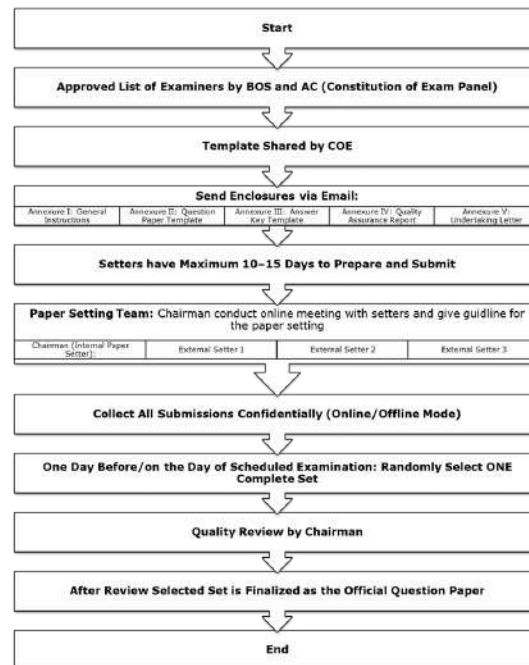 Start
Approved List of Examiners by BOS and AC (Constitution of Exam Panel)
Template Shared by COE
Send Enclosures via Email:
Annexure I: General Instructions
Annexure II: Question Paper Template
Annexure III: Answer Key Template
Annexure IV: Quality Assurance Report
Annexure V: Undertaking Letter
Setters have Maximum 10–15 Days to Prepare and Submit
Paper Setting Team: Chairman conduct online meeting with setters and give guidline for
the paper setting
Chairman (Internal Paper Setter):
External Setter 1
External Setter 2
External Setter 3
Collect All Submissions Confidentially (Online/Offline Mode)
One Day Before/on the Day of Scheduled Examination: Randomly Select ONE
Complete Set
Quality Review by Chairman
After Review Selected Set is Finalized as the Official Question Paper
End